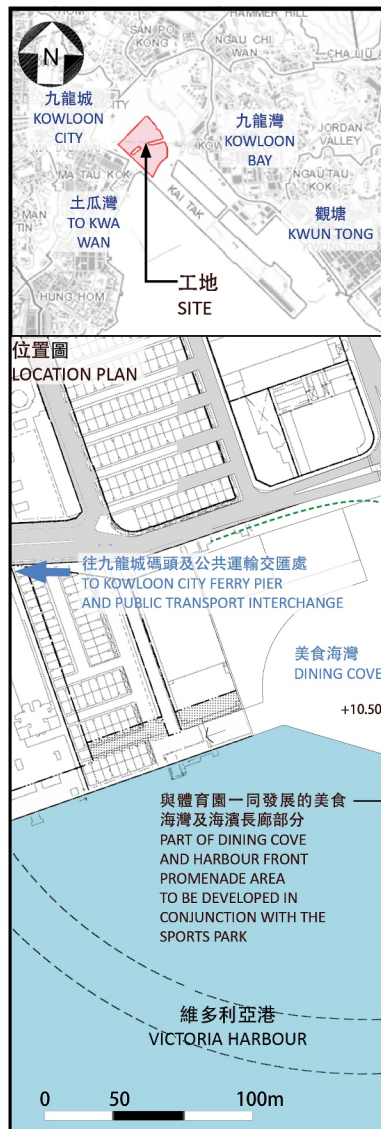 HAMMER HILL
SAN PO
KONG
NGAU CHI
WAN
CHA LIU A
N
九龍城
KOWLOON
CITY
九龍灣
KOWLOON
BAY
JORDAN
VALLEY
MA TAU KOK
NGAU TAU
KOK
土瓜灣
TO KWA
WAN
KAI TAK
觀塘
KWUN TONG
MAN
TIN
HUNG HOM
工地
SITE
位置圖
LOCATION PLAN
往九龍城碼頭及公共運輸交匯處
TO KOWLOON CITY FERRY PIER
AND PUBLIC TRANSPORT INTERCHANGE
美食海灣
DINING COVE
+10.50
與體育園一同發展的美食
海灣及海濱長廊部分
PART OF DINING COVE
AND HARBOUR FRONT
PROMENADE AREA
TO BE DEVELOPED IN
CONJUNCTION WITH THE
SPORTS PARK
維多利亞港
VICTORIA HARBOUR
0 50 100m